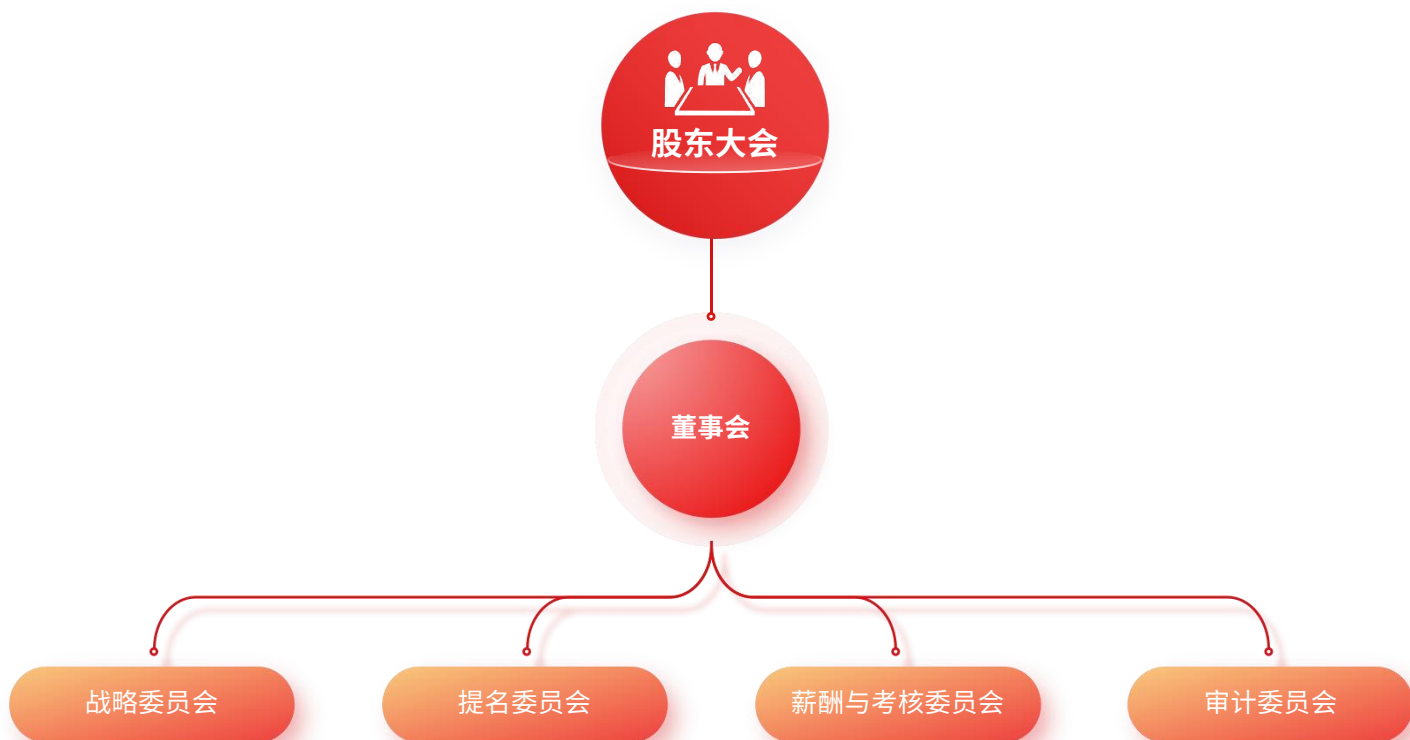 股东大会
董事会
战略委员会
提名委员会
薪酬与考核委员会
审计委员会